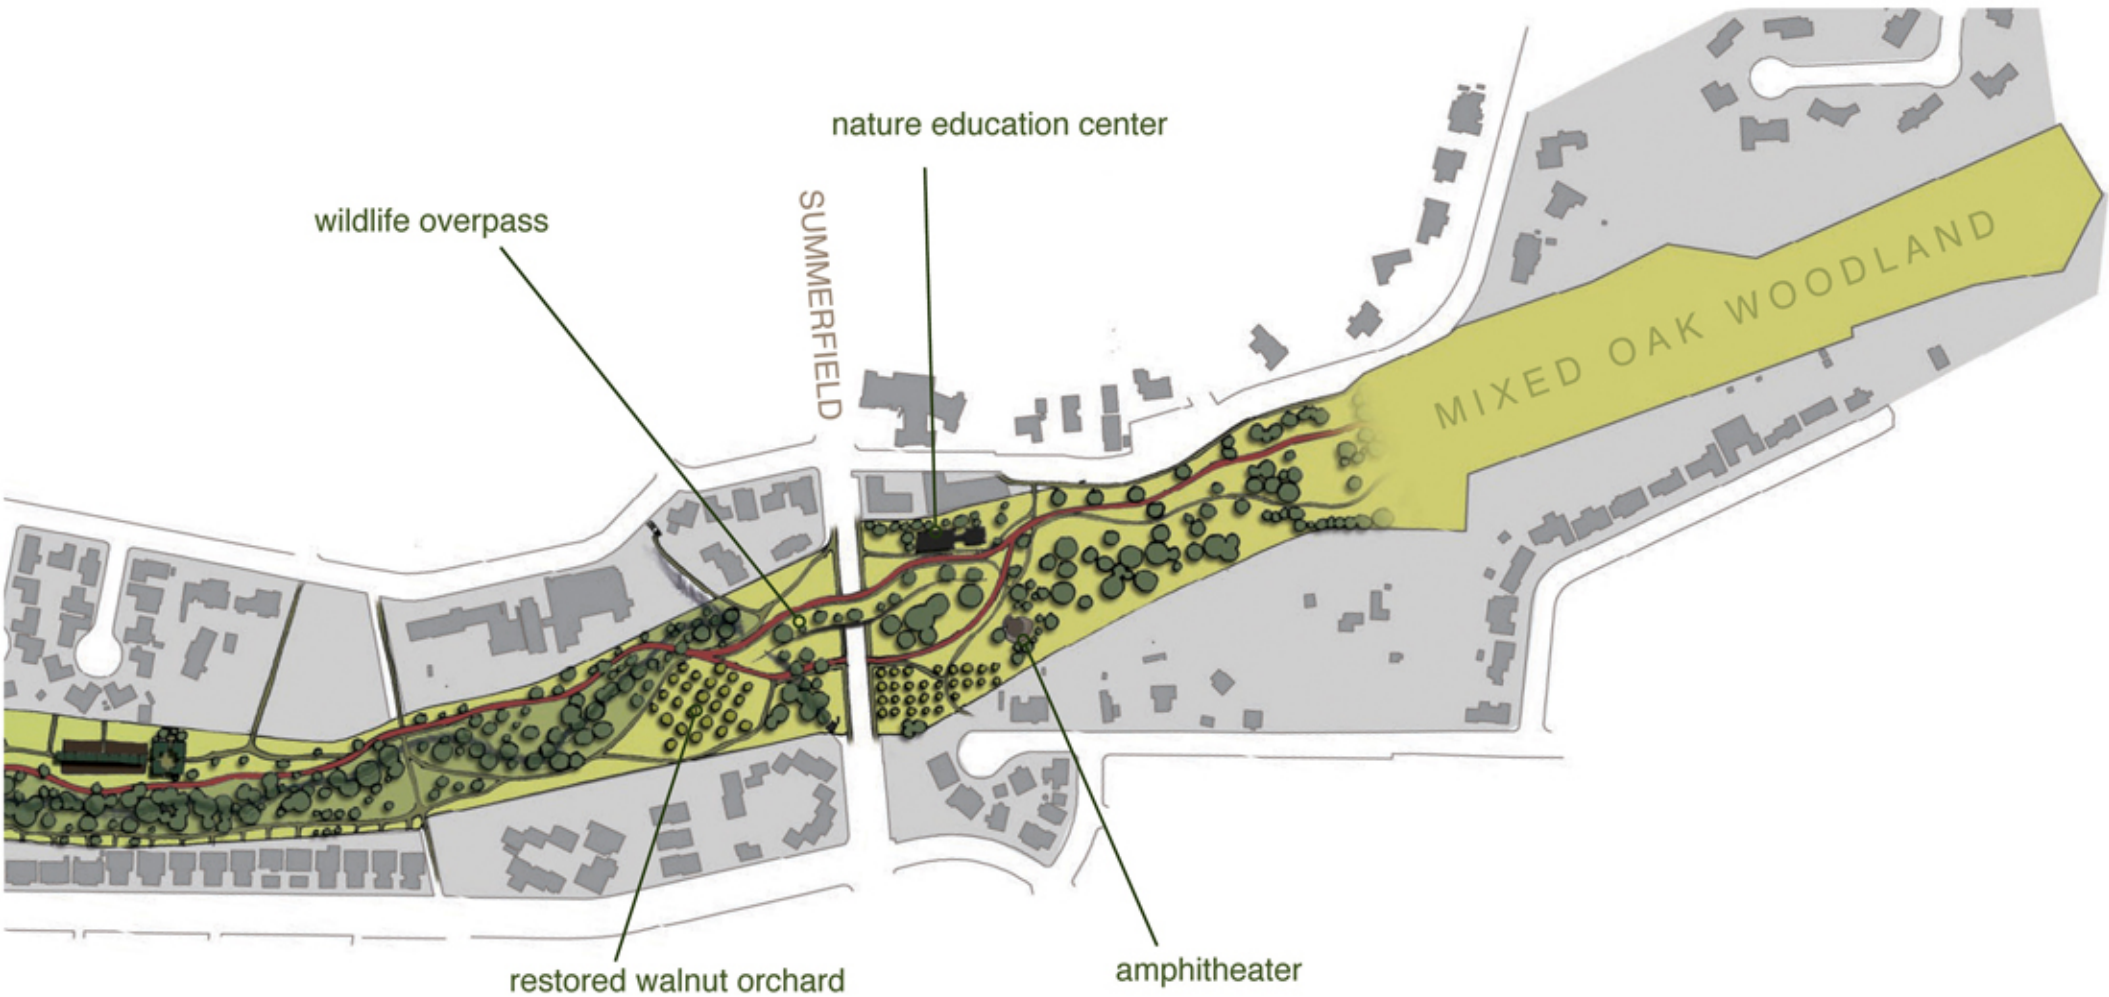 nature education center
wildlife overpass
SUMMERFIELD
MIXED OAK WOODLAND
restored walnut orchard
amphitheater